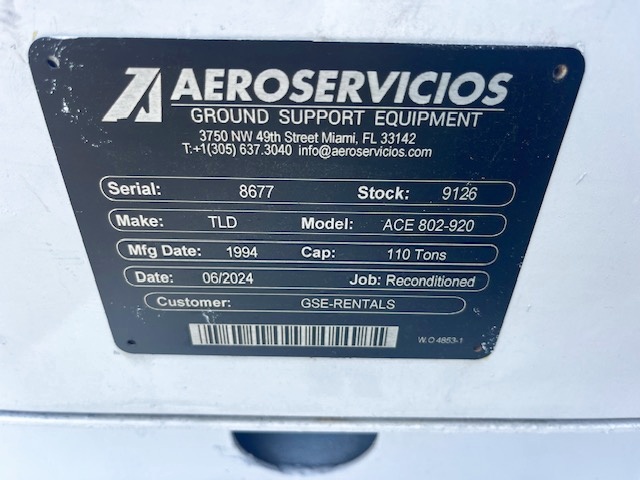 AEROSERVICIOS
GROUND SUPPORT EQUIPMENT
3750 NW 49th Street Miami, FL 33142
T:+1(305) 637.3040 info@aeroservicios.com
Serial: 8677 Stock: 9126
Make: TLD Model: ACE 802-920
Mfg Date: 1994 Cap: 110 Tons
Date: 06/2024 Job: Reconditioned
Customer: GSE-RENTALS
W.O 4853-1